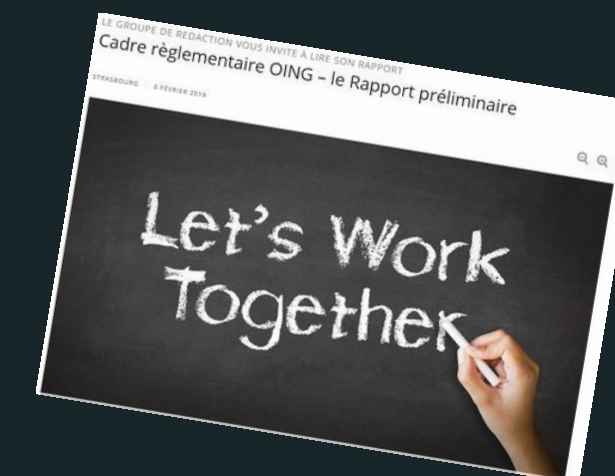 LE GROUPE DE REDACTION VOUS INVITE À LIRE SON RAPPORT
Cadre règlementaire OING – le Rapport préliminaire
STRASBOURG 6 FÉVRIER 2019
Let's Work
Together